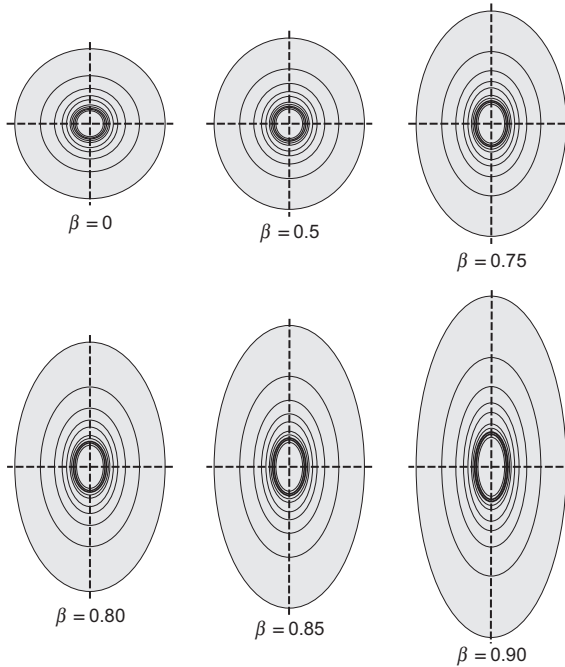 β = 0
β = 0.5
β = 0.75
β = 0.80
β = 0.85
β = 0.90